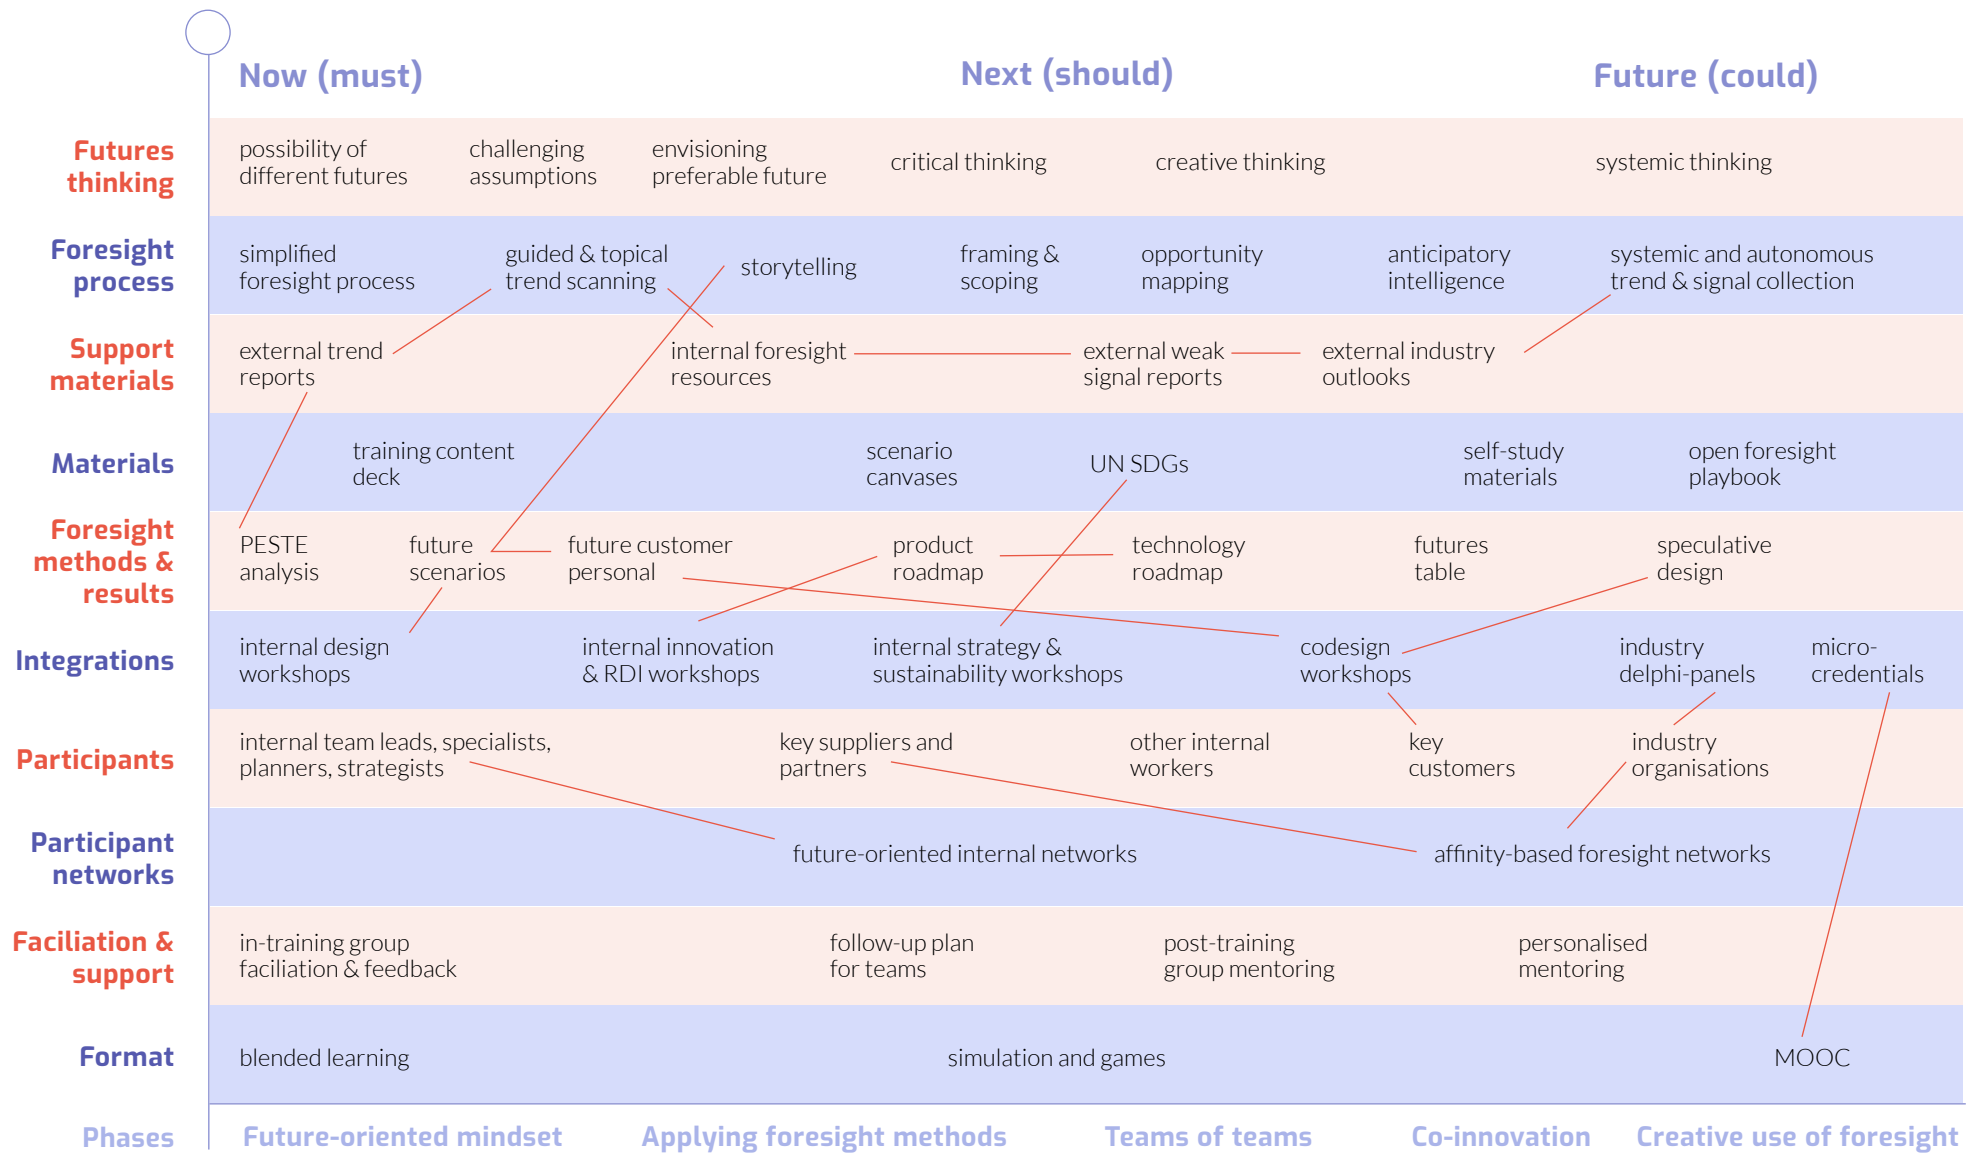 Now (must) Next (should) Future (could)
Futures
thinking
possibility of
different futures
challenging
assumptions
envisioning
preferable future
critical thinking
creative thinking
systemic thinking
Foresight
process
simplified
foresight process
guided & topical
trend scanning
storytelling
framing &
scoping
opportunity
mapping
anticipatory
intelligence
systemic and autonomous
trend & signal collection
Support
materials
external trend
reports
internal foresight
resources
external weak
signal reports
external industry
outlooks
Materials
training content
deck
scenario
canvases
UN SDGs
self-study
materials
open foresight
playbook
Foresight
methods &
results
PESTE
analysis
future
scenarios
future customer
personal
product
roadmap
technology
roadmap
futures
table
speculative
design
Integrations
internal design
workshops
internal innovation
& RDI workshops
internal strategy &
sustainability workshops
codesign
workshops
industry
delphi-panels
micro-
credentials
Participants
internal team leads, specialists,
planners, strategists
key suppliers and
partners
other internal
workers
key
customers
industry
organisations
Participant
networks
future-oriented internal networks
affinity-based foresight networks
Faciliation &
support
in-training group
faciliation & feedback
follow-up plan
for teams
post-training
group mentoring
personalised
mentoring
Format
blended learning
simulation and games
MOOC
Phases
Future-oriented mindset
Applying foresight methods
Teams of teams
Co-innovation
Creative use of foresight